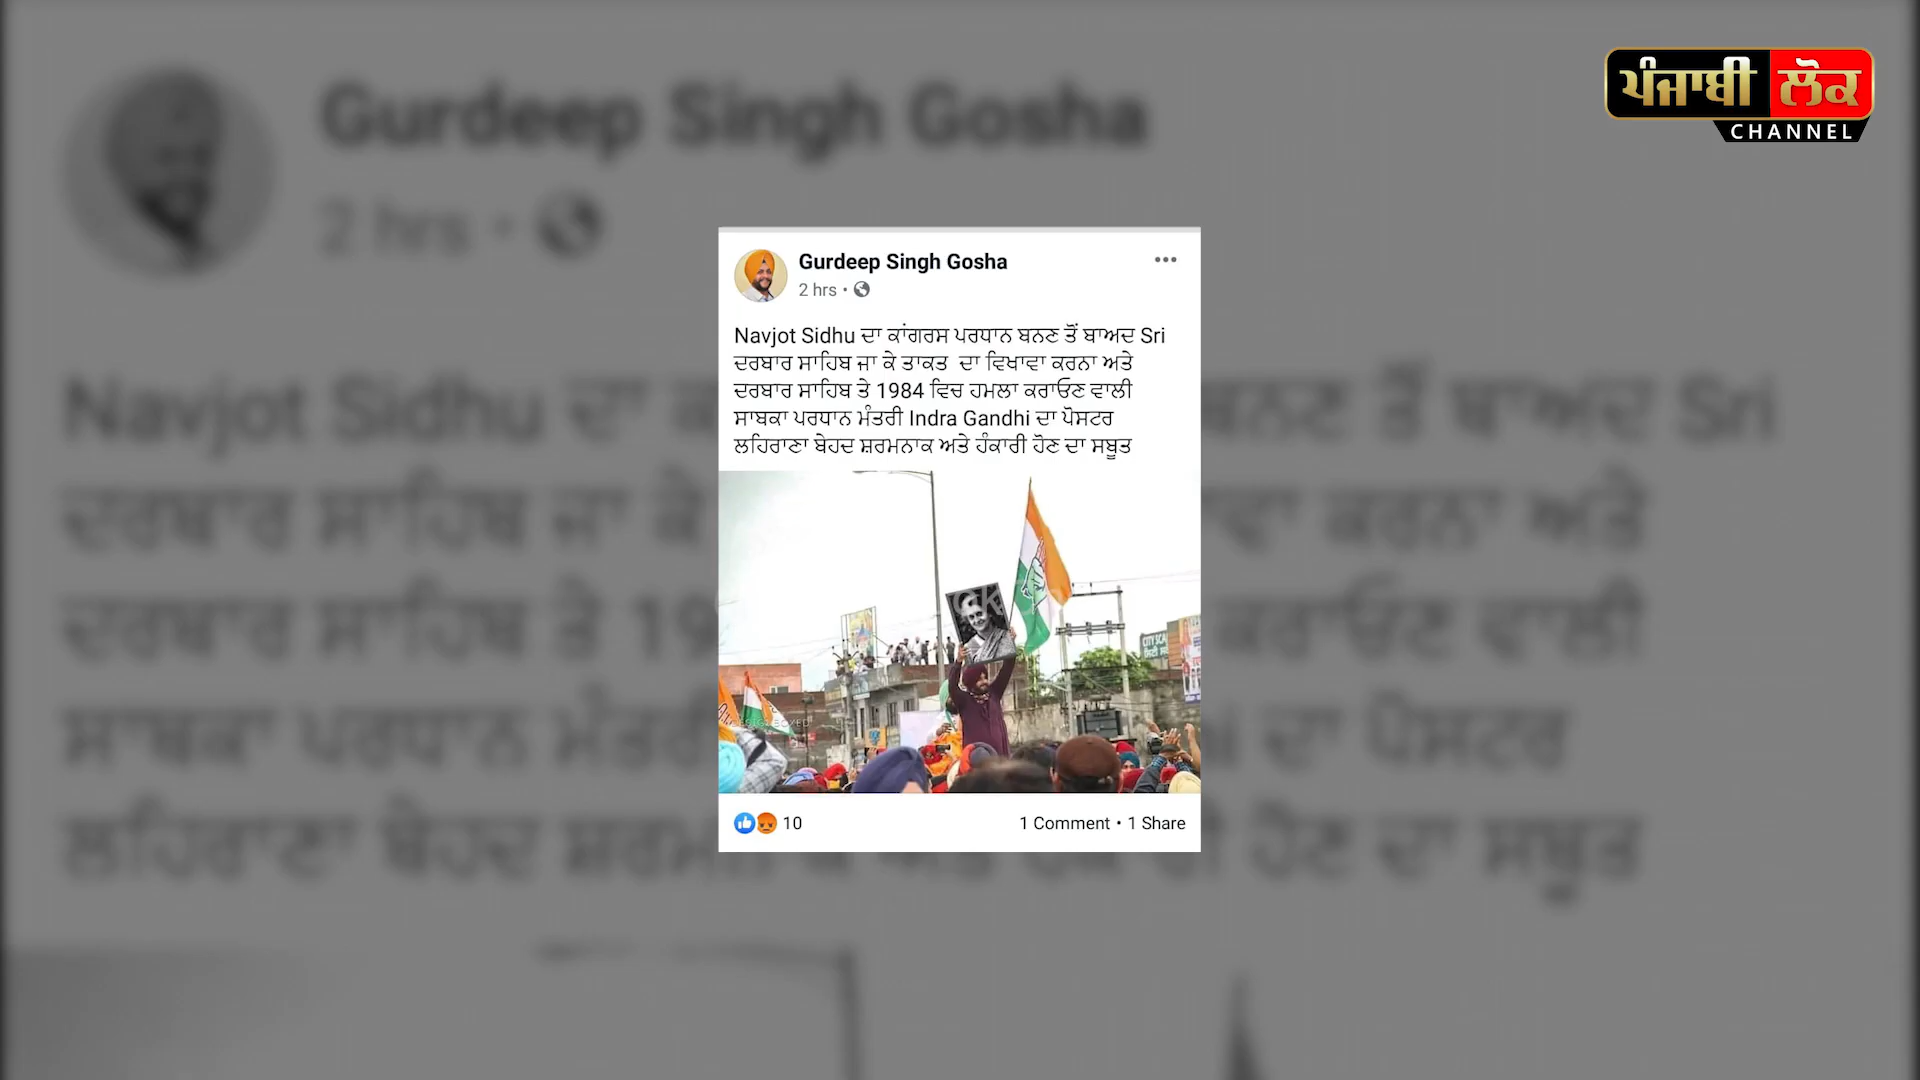 ਪੰਜਾਬੀ ਲੋਕ
CHANNEL
Gurdeep Singh Gosha
2 hrs
Gurdeep Singh Gosha
2 hrs
Navjot Sidhu ਦਾ ਕਾਂਗਰਸ ਪਰਧਾਨ ਬਨਣ ਤੋਂ ਬਾਅਦ Sri
ਦਰਬਾਰ ਸਾਹਿਬ ਜਾ ਕੇ ਤਾਕਤ ਦਾ ਵਿਖਾਵਾ ਕਰਨਾ ਅਤੇ
ਦਰਬਾਰ ਸਾਹਿਬ ਤੇ 1984 ਵਿਚ ਹਮਲਾ ਕਰਾਓਣ ਵਾਲੀ
ਸਾਬਕਾ ਪਰਧਾਨ ਮੰਤਰੀ Indra Gandhi ਦਾ ਪੋਸਟਰ
ਲਹਿਰਾਣਾ ਬੇਹਦ ਸ਼ਰਮਨਾਕ ਅਤੇ ਹੰਕਾਰੀ ਹੋਣ ਦਾ ਸਬੂਤ
CITY SCA
10
1 Comment • 1 Share